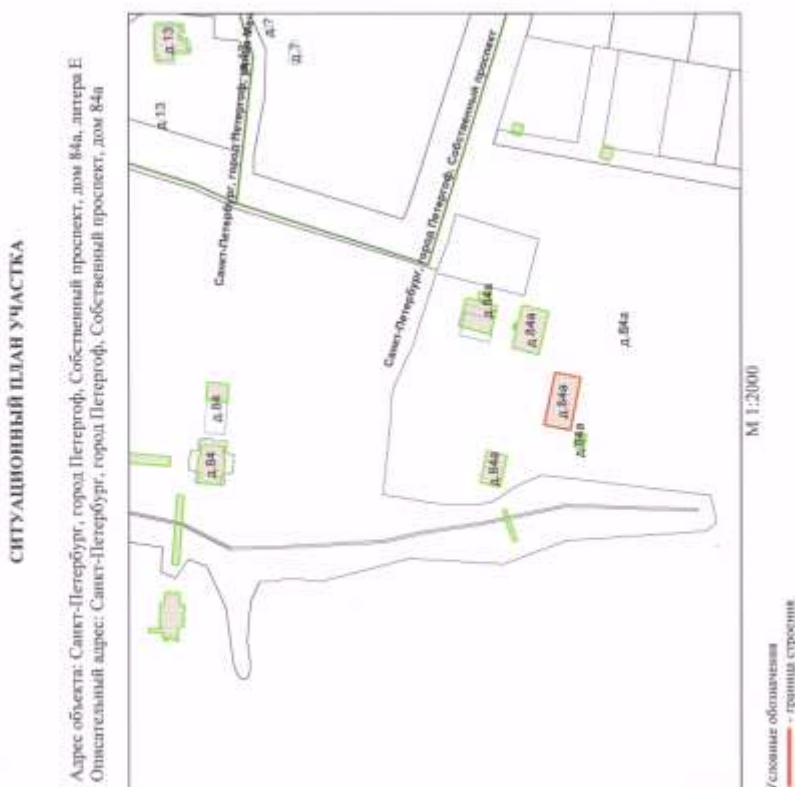 СИТУАЦИОННЫЙ ПЛАН УЧАСТКА
Адрес объекта: Санкт-Петербург, город Петергоф, Собственный проспект, дом 84а, литера Е
Описательный адрес: Санкт-Петербург, город Петергоф, Собственный проспект, дом 84а
д.13
д.13
д.7
д.7
Санкт-Петербург, город Петергоф,
Санкт-Петербург, город Петергоф, Собственный проспект
д.84
д.84
д.84а
д.84а
д.84а
д.84а
д.84а
д.84а
М 1:2000
Условные обозначения
- граница строения